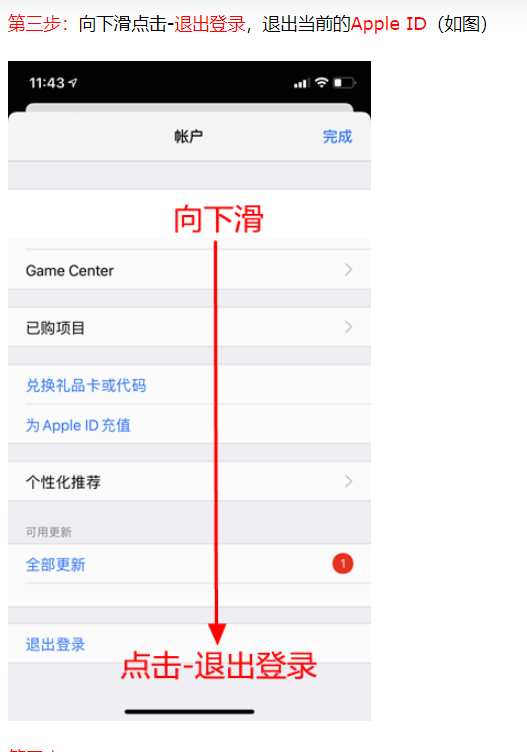 第三步：向下滑点击-退出登录，退出当前的Apple ID（如图）
11:43
帐户
完成
向下滑
Game Center
已购项目
兑换礼品卡或代码
为 Apple ID 充值
个性化推荐
可用更新
全部更新
1
退出登录
点击-退出登录